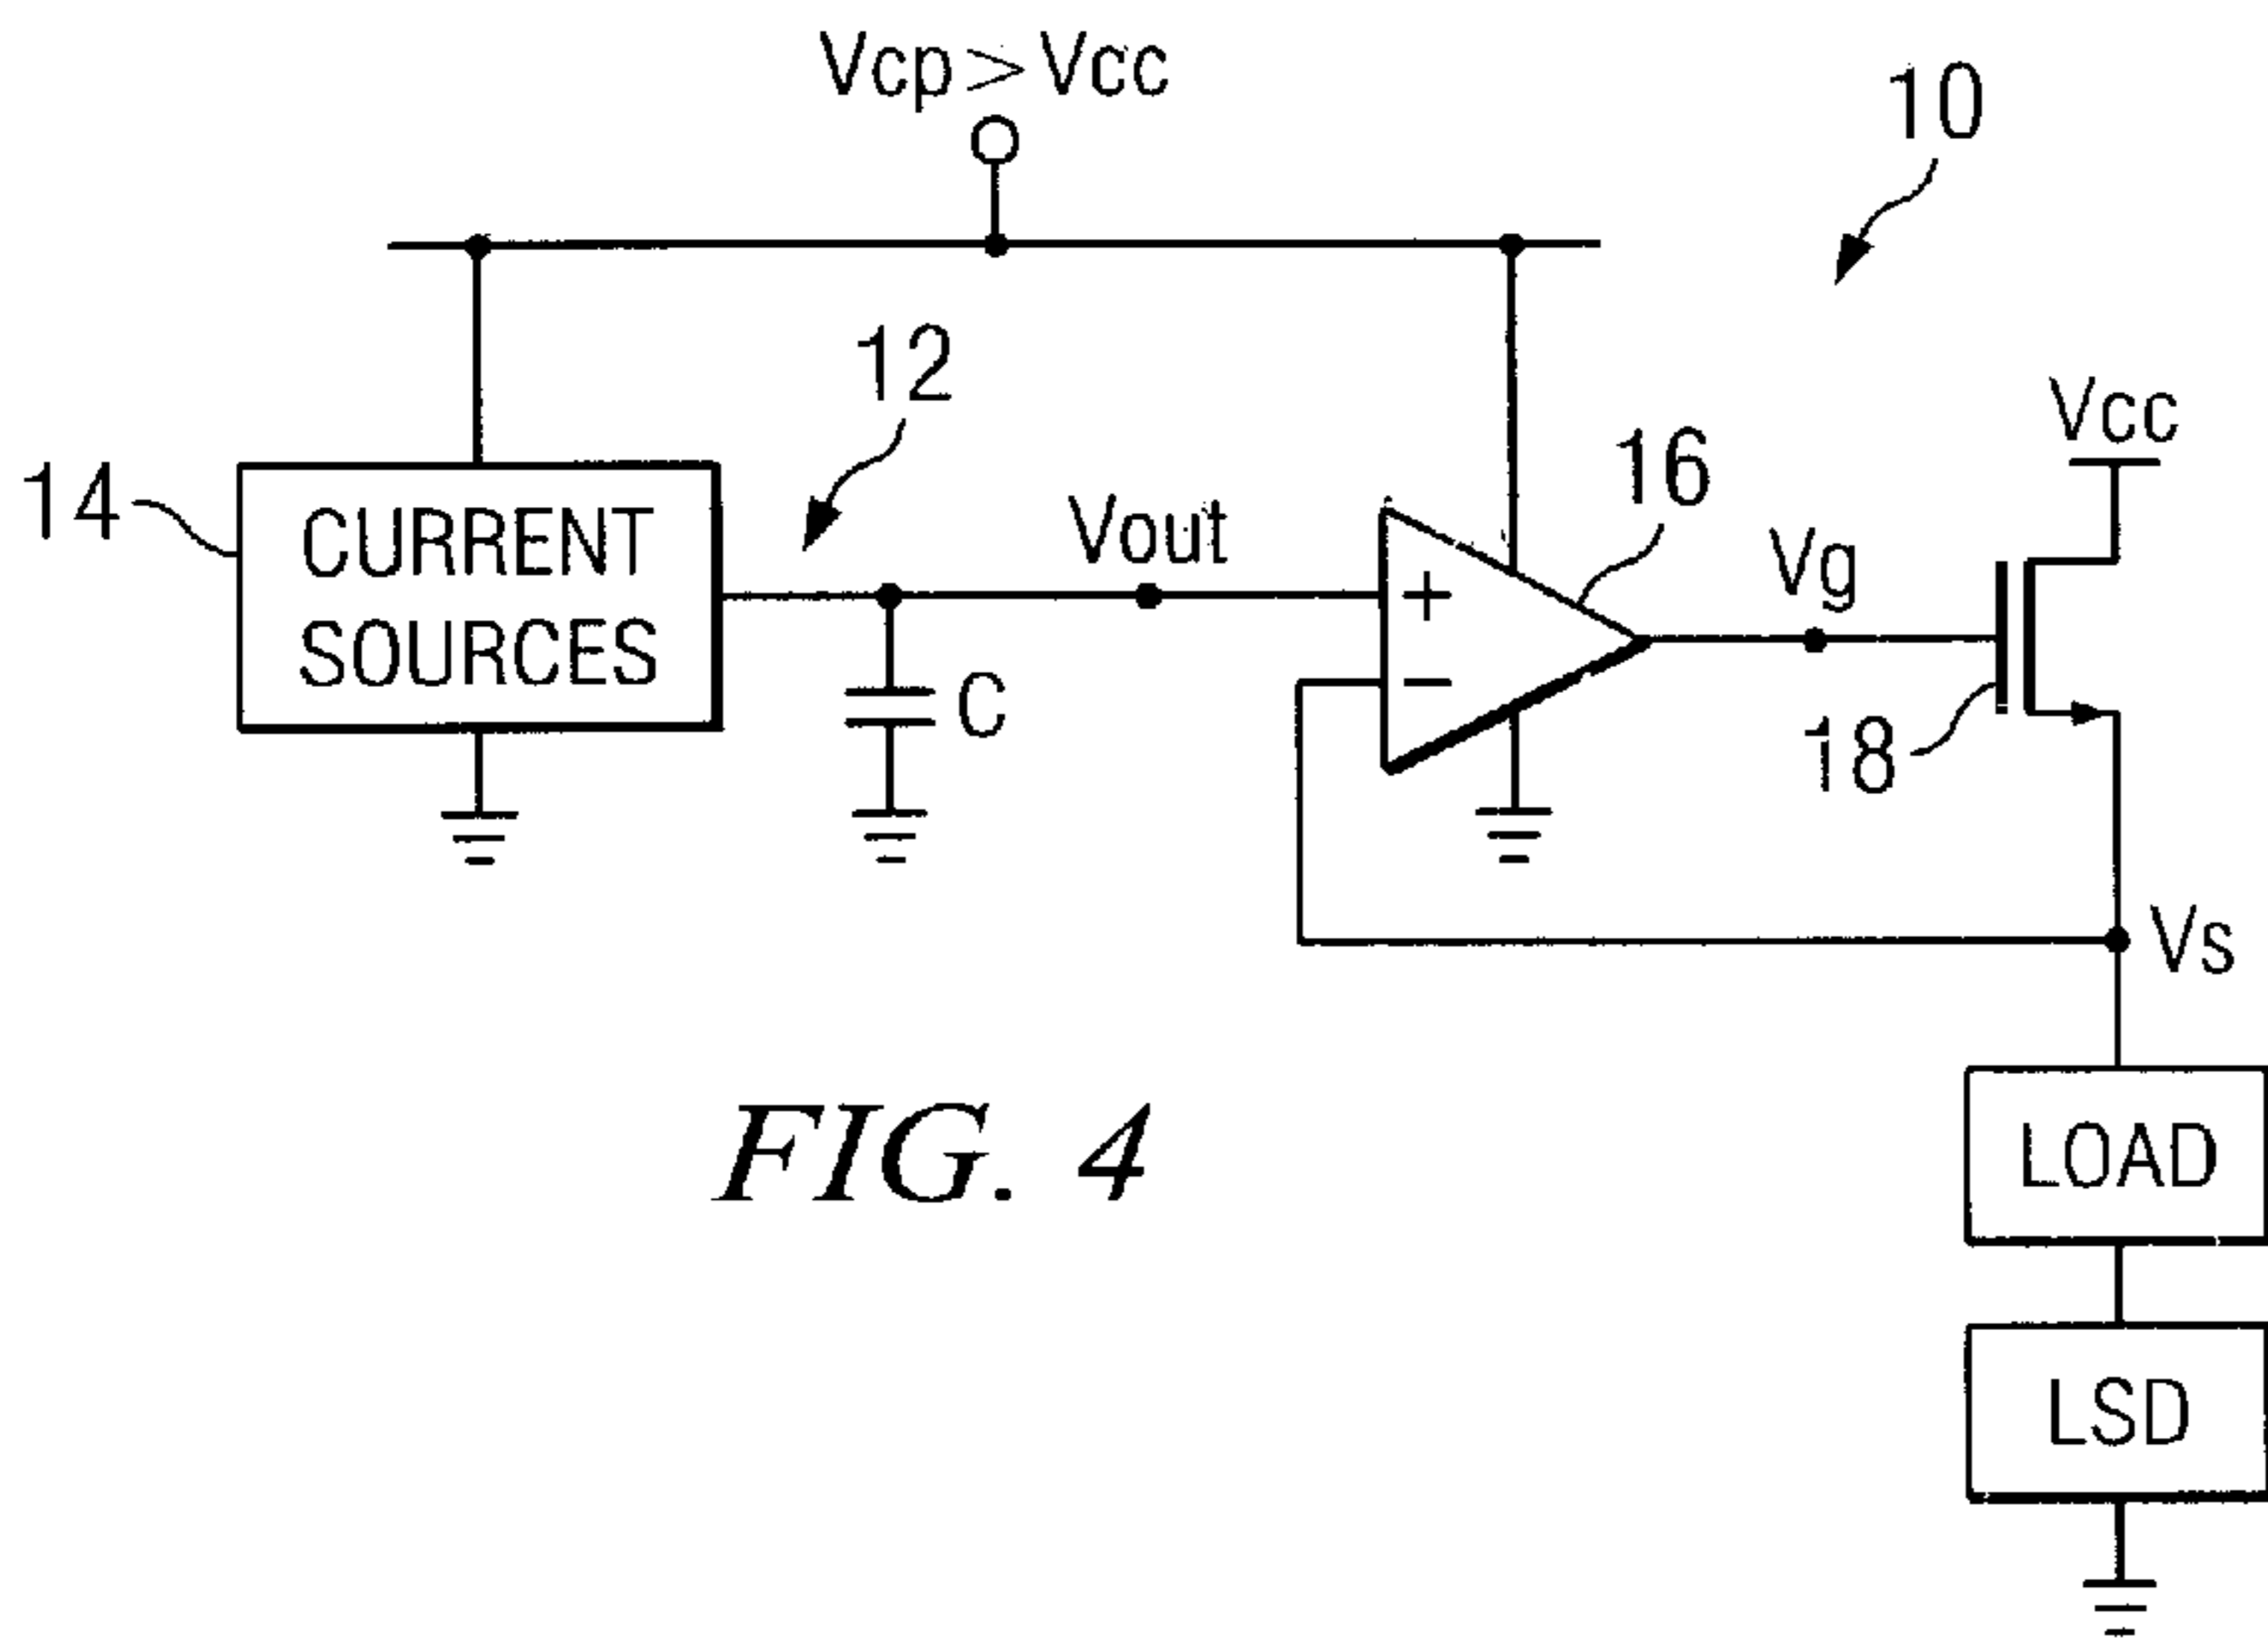 Vcp > Vcc
10
12
Vcc
16
14
CURRENT
SOURCES
Vout
Vg
+
−
C
18
Vs
LOAD
LSD
FIG. 4